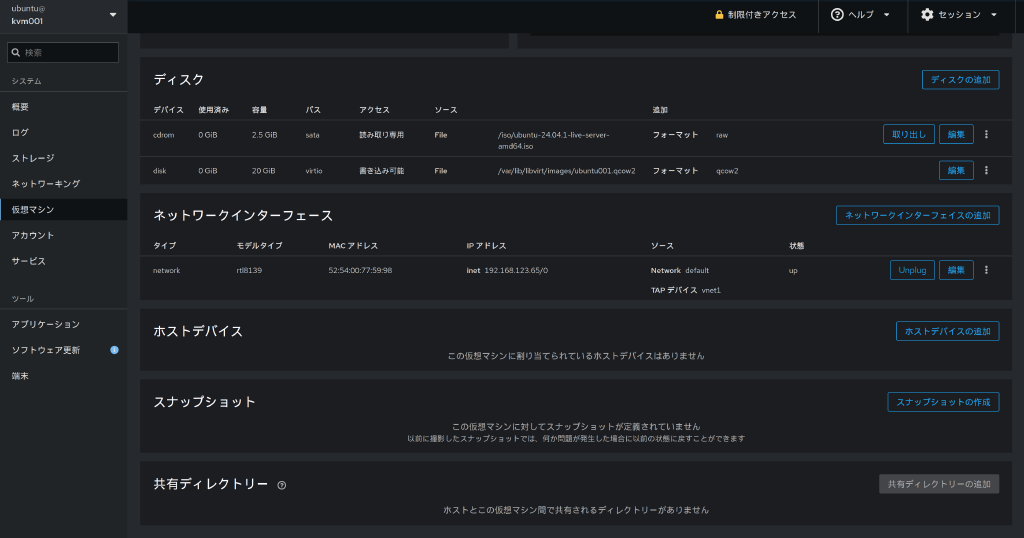 ubuntu@
kvm001
制限付きアクセス
ヘルプ
セッション
検索
システム
概要
ログ
ストレージ
ネットワーキング
仮想マシン
アカウント
サービス
ツール
アプリケーション
ソフトウェア更新
端末
ディスク
ディスクの追加
デバイス 使用済み 容量 バス アクセス ソース 追加
cdrom 0 GiB 2.5 GiB sata 読み取り専用 File /iso/ubuntu-24.04.1-live-server- フォーマット raw 取り出し 編集
amd64.iso
disk 0 GiB 20 GiB virtio 書き込み可能 File /var/lib/libvirt/images/ubuntu001.qcow2 フォーマット qcow2 編集
ネットワークインターフェース
ネットワークインターフェイスの追加
タイプ モデルタイプ MAC アドレス IP アドレス ソース 状態
network rtl8139 52:54:00:77:59:98 inet 192.168.123.65/0 Network default up Unplug 編集
TAP デバイス vnet1
ホストデバイス
ホストデバイスの追加
この仮想マシンに割り当てられているホストデバイスはありません
スナップショット
スナップショットの作成
この仮想マシンに対してスナップショットが定義されていません
以前に撮影したスナップショットでは、何か問題が発生した場合に以前の状態に戻すことができます
共有ディレクトリー
共有ディレクトリーの追加
ホストとこの仮想マシン間で共有されるディレクトリーがありません